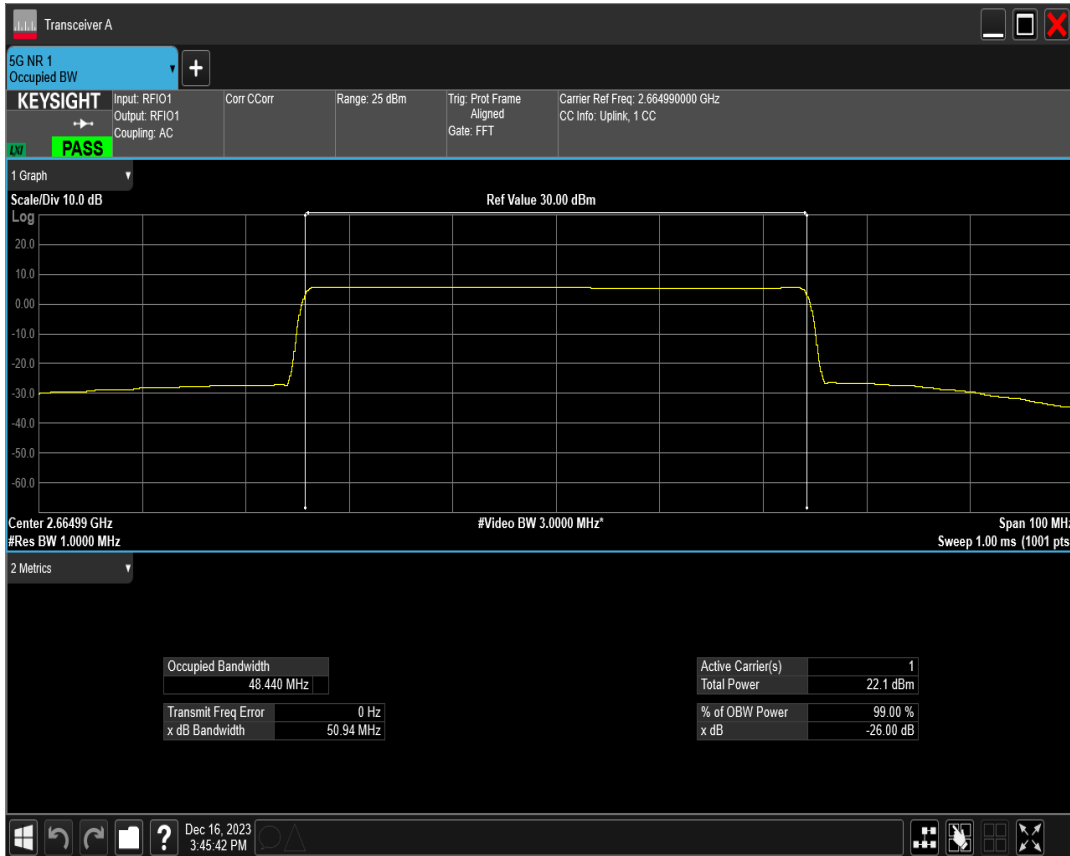 Transceiver A
5G NR 1
Occupied BW
KEYSIGHT
LXI
PASS
Input: RFIO1
Output: RFIO1
Coupling: AC
Corr CCorr
Range: 25 dBm
Trig: Prot Frame
Aligned
Gate: FFT
Carrier Ref Freq: 2.664990000 GHz
CC Info: Uplink, 1 CC
1 Graph
Scale/Div 10.0 dB
Ref Value 30.00 dBm
Log
20.0
10.0
0.00
-10.0
-20.0
-30.0
-40.0
-50.0
-60.0
Center 2.66499 GHz
#Video BW 3.0000 MHz*
Span 100 MHz
#Res BW 1.0000 MHz
Sweep 1.00 ms (1001 pts
2 Metrics
Occupied Bandwidth
48.440 MHz
Transmit Freq Error 0 Hz
x dB Bandwidth 50.94 MHz
Active Carrier(s) 1
Total Power 22.1 dBm
% of OBW Power 99.00 %
x dB -26.00 dB
Dec 16, 2023
3:45:42 PM